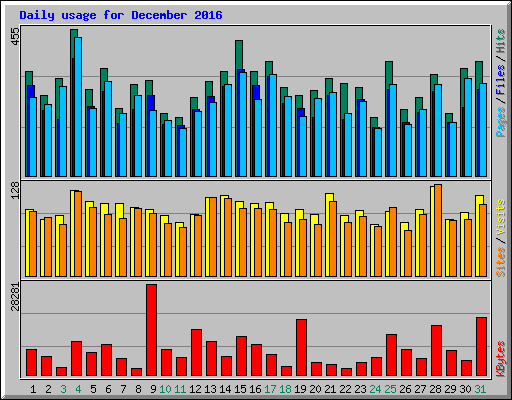 Daily usage for December 2016
455
Pages / Files / Hits
128
Sites / Visits
28281
KBytes
1 2 3 4 5 6 7 8 9 10 11 12 13 14 15 16 17 18 19 20 21 22 23 24 25 26 27 28 29 30 31